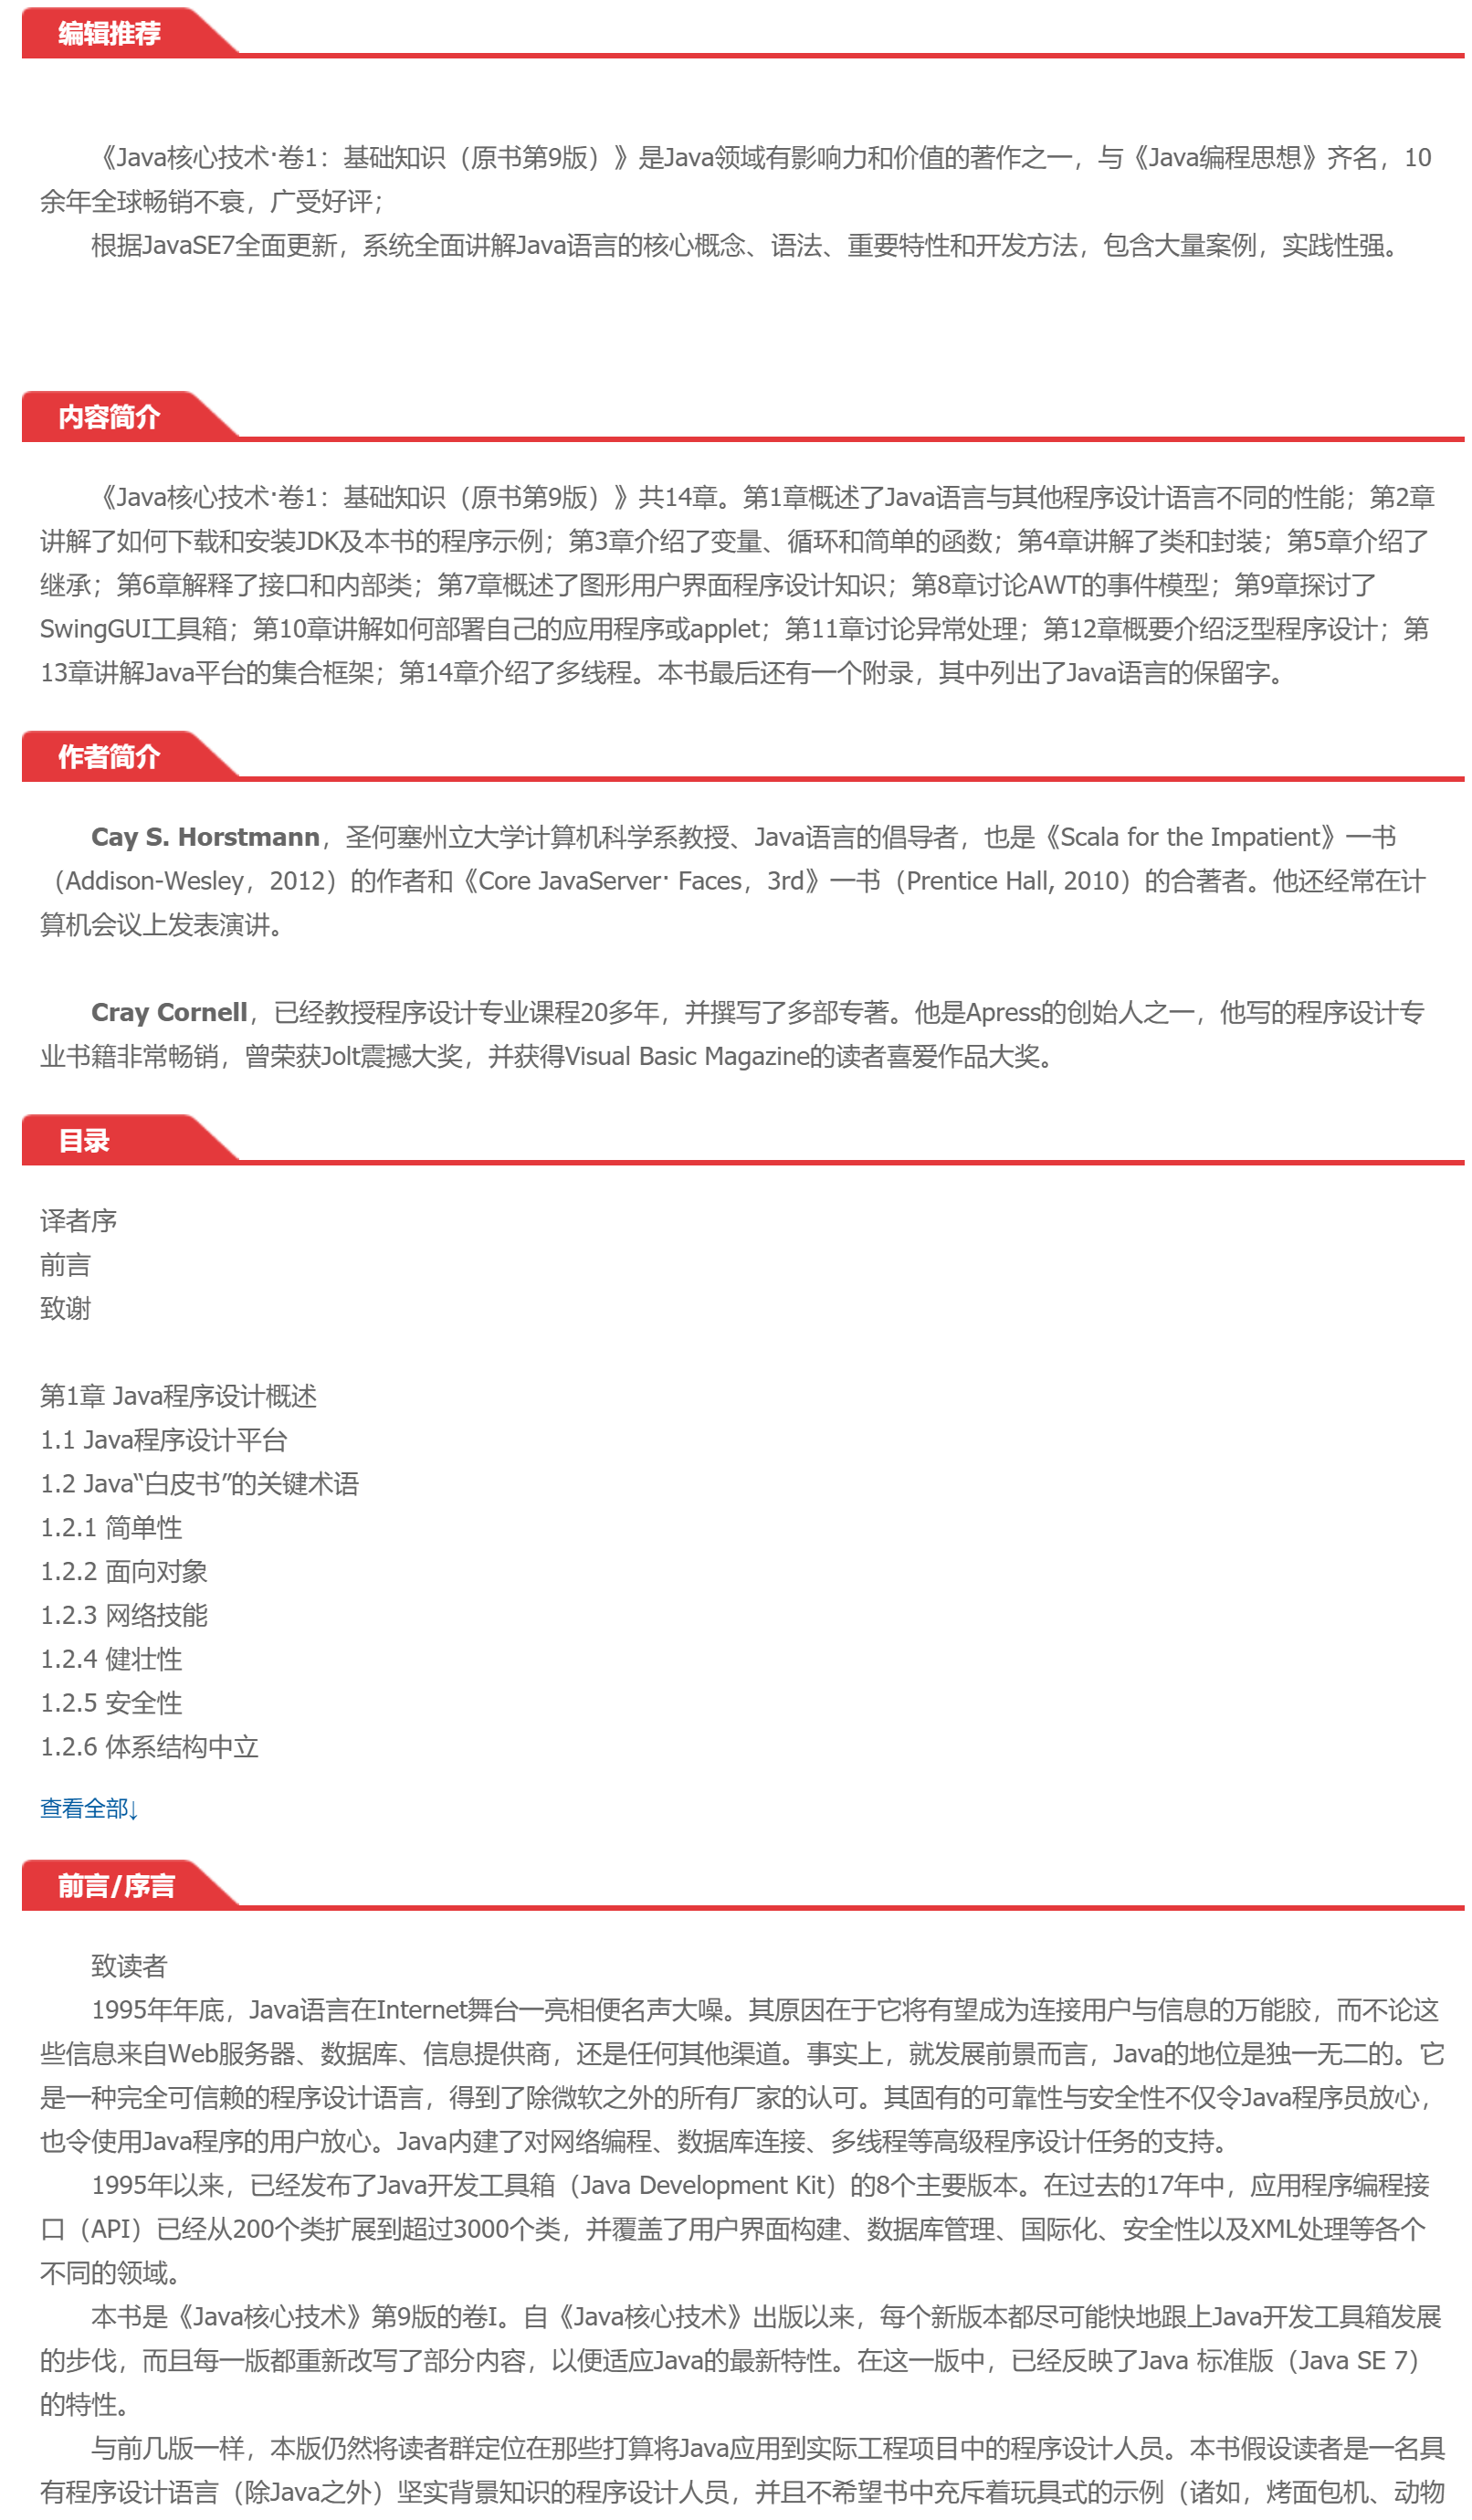 编辑推荐
《Java核心技术·卷1：基础知识（原书第9版）》是Java领域有影响力和价值的著作之一，与《Java编程思想》齐名，10
余年全球畅销不衰，广受好评；
根据JavaSE7全面更新，系统全面讲解Java语言的核心概念、语法、重要特性和开发方法，包含大量案例，实践性强。
内容简介
《Java核心技术·卷1：基础知识（原书第9版）》共14章。第1章概述了Java语言与其他程序设计语言不同的性能；第2章
讲解了如何下载和安装JDK及本书的程序示例；第3章介绍了变量、循环和简单的函数；第4章讲解了类和封装；第5章介绍了
继承；第6章解释了接口和内部类；第7章概述了图形用户界面程序设计知识；第8章讨论AWT的事件模型；第9章探讨了
SwingGUI工具箱；第10章讲解如何部署自己的应用程序或applet；第11章讨论异常处理；第12章概要介绍泛型程序设计；第
13章讲解Java平台的集合框架；第14章介绍了多线程。本书最后还有一个附录，其中列出了Java语言的保留字。
作者简介
Cay S. Horstmann，圣何塞州立大学计算机科学系教授、Java语言的倡导者，也是《Scala for the Impatient》一书
（Addison-Wesley，2012）的作者和《Core JavaServer· Faces，3rd》一书（Prentice Hall, 2010）的合著者。他还经常在计
算机会议上发表演讲。
Cray Cornell，已经教授程序设计专业课程20多年，并撰写了多部专著。他是Apress的创始人之一，他写的程序设计专
业书籍非常畅销，曾荣获Jolt震撼大奖，并获得Visual Basic Magazine的读者喜爱作品大奖。
目录
译者序
前言
致谢
第1章 Java程序设计概述
1.1 Java程序设计平台
1.2 Java“白皮书”的关键术语
1.2.1 简单性
1.2.2 面向对象
1.2.3 网络技能
1.2.4 健壮性
1.2.5 安全性
1.2.6 体系结构中立
查看全部↓
前言/序言
致读者
1995年年底，Java语言在Internet舞台一亮相便名声大噪。其原因在于它将有望成为连接用户与信息的万能胶，而不论这
些信息来自Web服务器、数据库、信息提供商，还是任何其他渠道。事实上，就发展前景而言，Java的地位是独一无二的。它
是一种完全可信赖的程序设计语言，得到了除微软之外的所有厂家的认可。其固有的可靠性与安全性不仅令Java程序员放心，
也令使用Java程序的用户放心。Java内建了对网络编程、数据库连接、多线程等高级程序设计任务的支持。
1995年以来，已经发布了Java开发工具箱（Java Development Kit）的8个主要版本。在过去的17年中，应用程序编程接
口（API）已经从200个类扩展到超过3000个类，并覆盖了用户界面构建、数据库管理、国际化、安全性以及XML处理等各个
不同的领域。
本书是《Java核心技术》第9版的卷I。自《Java核心技术》出版以来，每个新版本都尽可能快地跟上Java开发工具箱发展
的步伐，而且每一版都重新改写了部分内容，以便适应Java的最新特性。在这一版中，已经反映了Java 标准版（Java SE 7）
的特性。
与前几版一样，本版仍然将读者群定位在那些打算将Java应用到实际工程项目中的程序设计人员。本书假设读者是一名具
有程序设计语言（除Java之外）坚实背景知识的程序设计人员，并且不希望书中充斥着玩具式的示例（诸如，烤面包机、动物